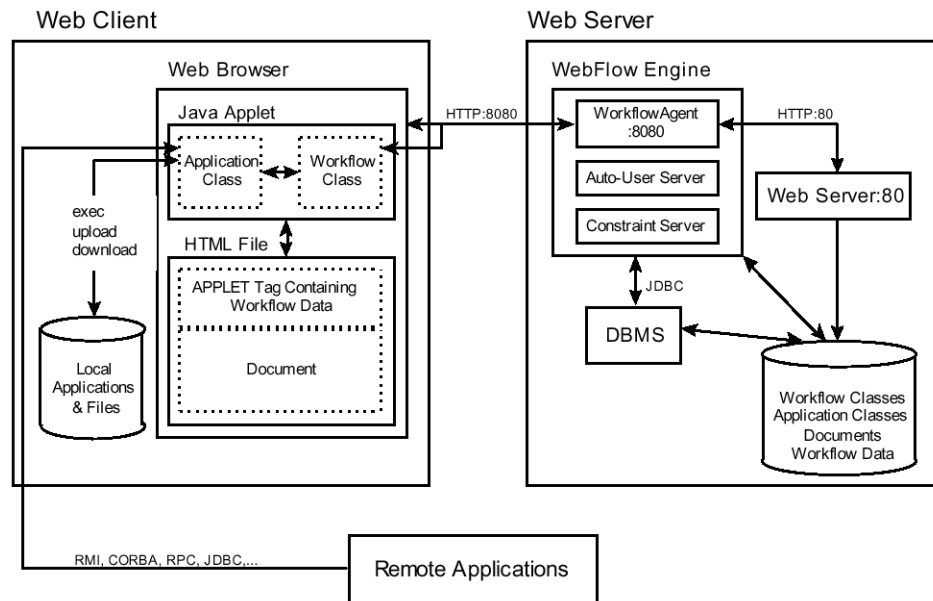 Web Client
Web Server
Web Browser
WebFlow Engine
Java Applet
HTTP:8080
WorkflowAgent
:8080
HTTP:80
Application
Class
Workflow
Class
Auto-User Server
Web Server:80
exec
upload
download
Constraint Server
HTML File
APPLET Tag Containing
Workflow Data
JDBC
DBMS
Local
Applications
& Files
Document
Workflow Classes
Application Classes
Documents
Workflow Data
RMI, CORBA, RPC, JDBC,...
Remote Applications